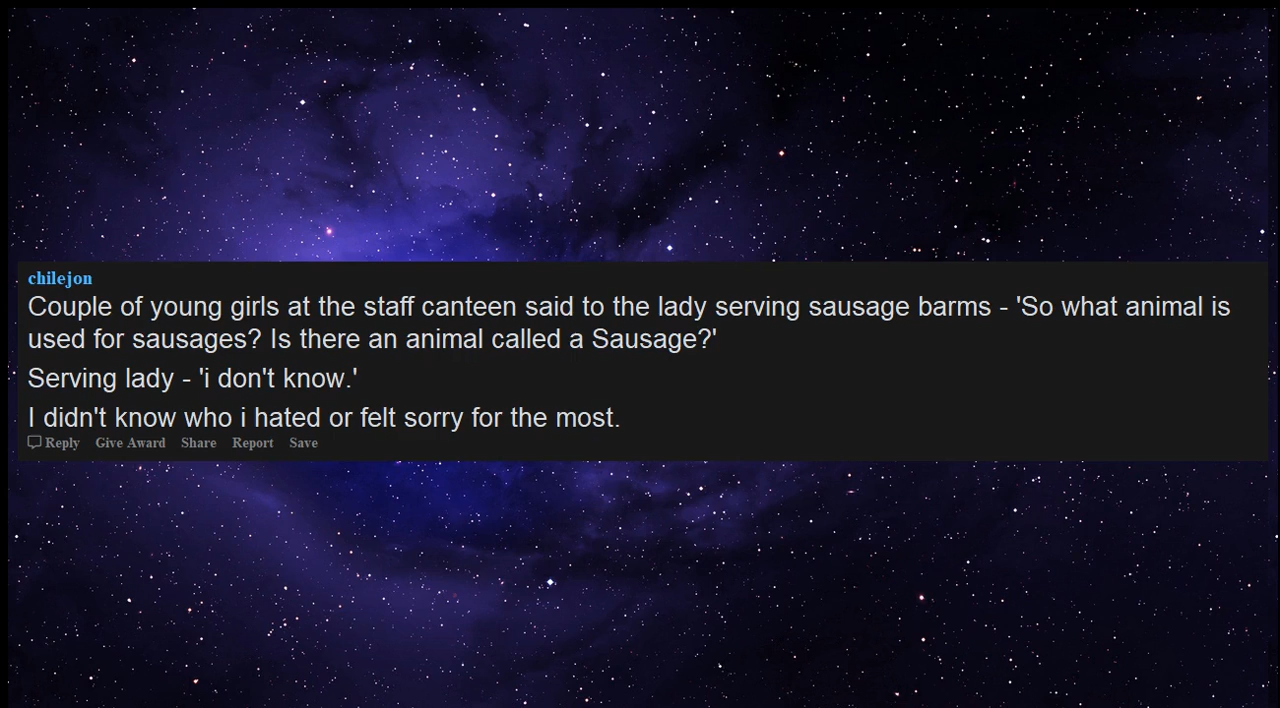 chilejon
Couple of young girls at the staff canteen said to the lady serving sausage barms - 'So what animal is
used for sausages? Is there an animal called a Sausage?'
Serving lady - 'i don't know.'
I didn't know who i hated or felt sorry for the most.
Reply Give Award Share Report Save